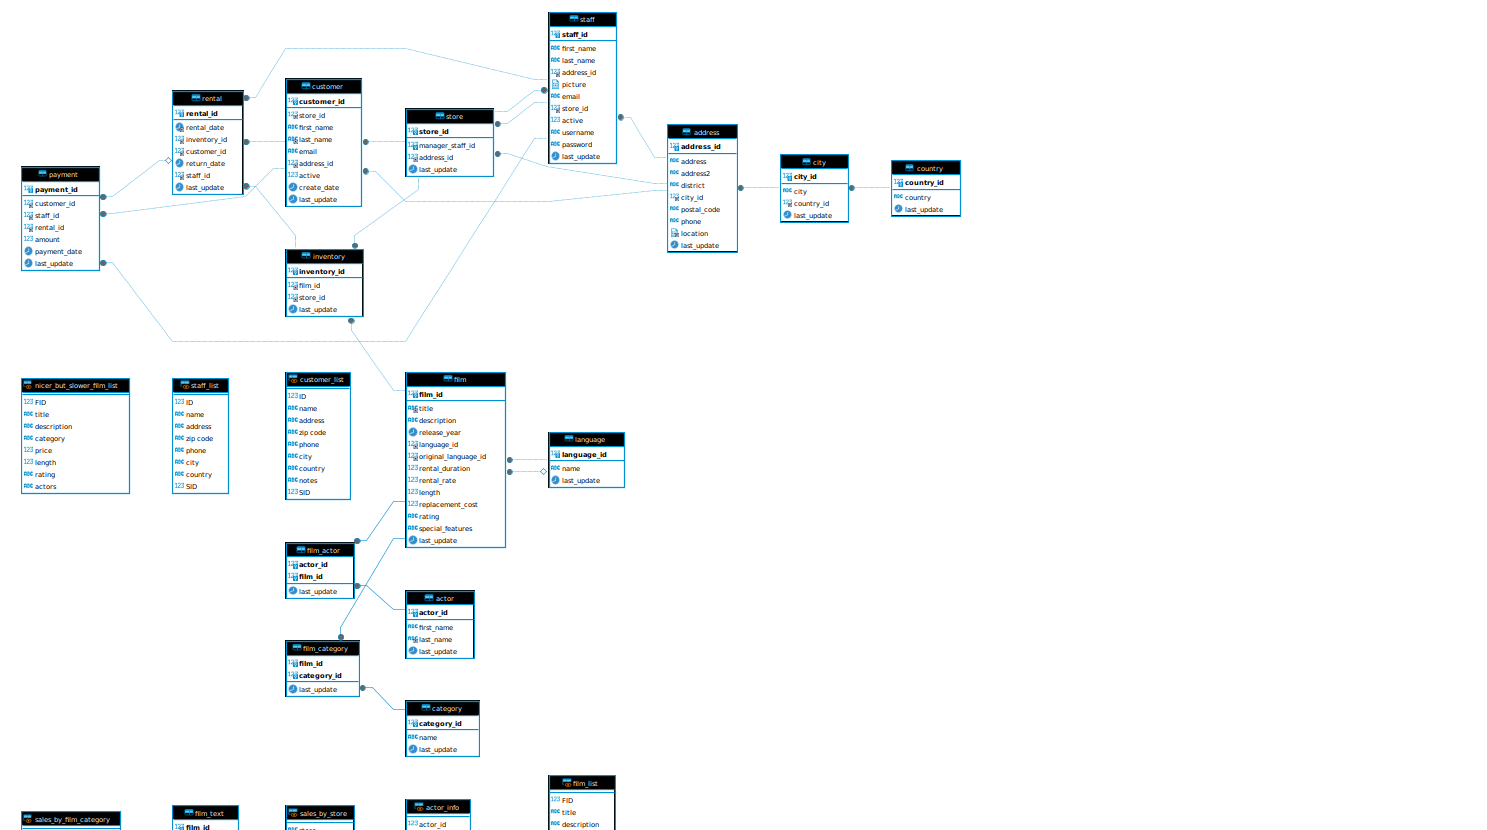 staff
staff_id
first_name
last_name
address_id
picture
email
store_id
active
username
password
last_update
customer
customer_id
store_id
first_name
last_name
email
address_id
active
create_date
last_update
rental
rental_id
rental_date
inventory_id
customer_id
return_date
staff_id
last_update
store
store_id
manager_staff_id
address_id
last_update
address
address_id
address
address2
district
city_id
postal_code
phone
location
last_update
city
city_id
city
country_id
last_update
country
country_id
country
last_update
payment
payment_id
customer_id
staff_id
rental_id
amount
payment_date
last_update
inventory
inventory_id
film_id
store_id
last_update
nicer_but_slower_film_list
FID
title
description
category
price
length
rating
actors
staff_list
ID
name
address
zip code
phone
city
country
SID
customer_list
ID
name
address
zip code
phone
city
country
notes
SID
film
film_id
title
description
release_year
language_id
original_language_id
rental_duration
rental_rate
length
replacement_cost
rating
special_features
last_update
language
language_id
name
last_update
film_actor
actor_id
film_id
last_update
actor
actor_id
first_name
last_name
last_update
film_category
film_id
category_id
last_update
category
category_id
name
last_update
sales_by_film_category
film_text
film_id
sales_by_store
actor_info
actor_id
film_list
FID
title
description